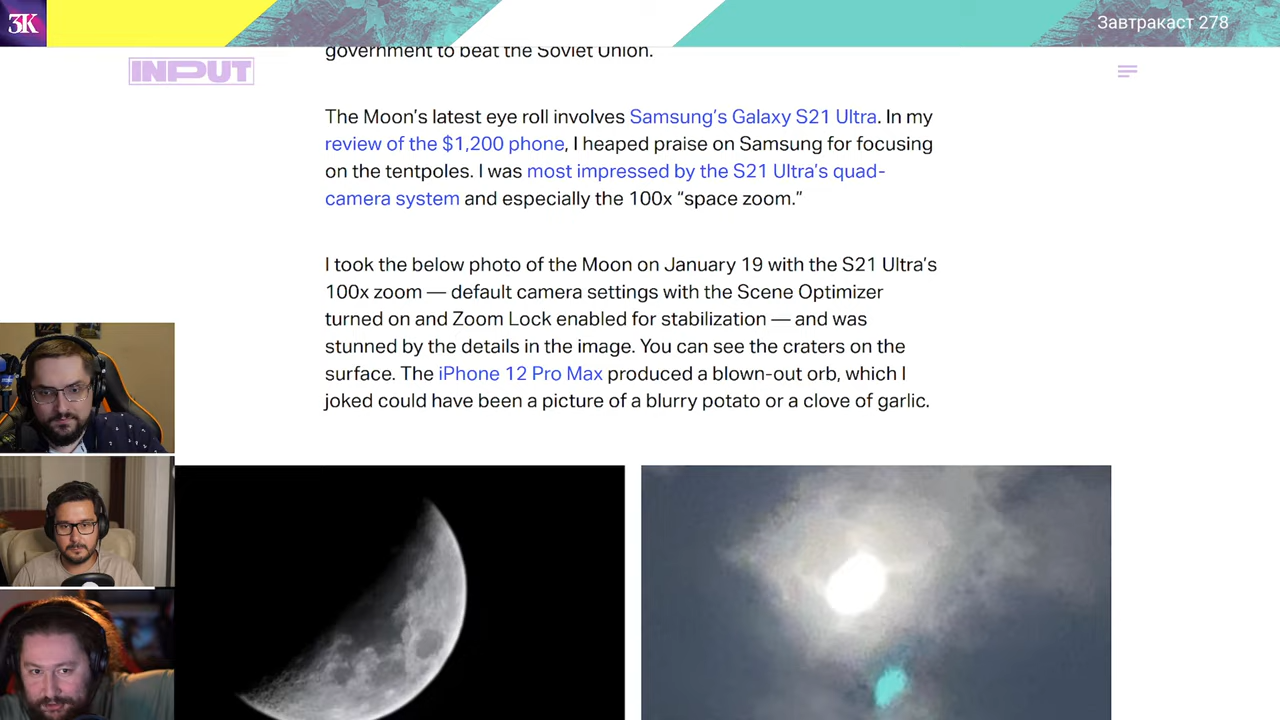 ЗК
Завтракаст 278
government to beat the Soviet Union.
INPUT
The Moon’s latest eye roll involves Samsung’s Galaxy S21 Ultra. In my
review of the $1,200 phone, I heaped praise on Samsung for focusing
on the tentpoles. I was most impressed by the S21 Ultra’s quad-
camera system and especially the 100x “space zoom.”
I took the below photo of the Moon on January 19 with the S21 Ultra’s
100x zoom — default camera settings with the Scene Optimizer
turned on and Zoom Lock enabled for stabilization — and was
stunned by the details in the image. You can see the craters on the
surface. The iPhone 12 Pro Max produced a blown-out orb, which I
joked could have been a picture of a blurry potato or a clove of garlic.